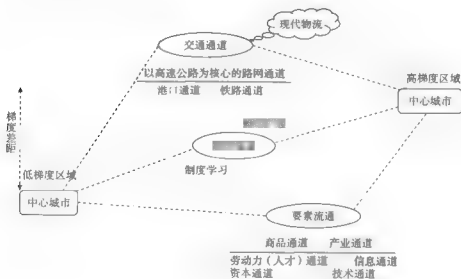 现代物流
交通通道
以高速公路为核心的路网通道
港口通道 铁路通道
高梯度区域
中心城市
梯度差距
制度学习
低梯度区域
中心城市
要素流通
商品通道 产业通道
劳动力（人才）通道 信息通道
资本通道 技术通道